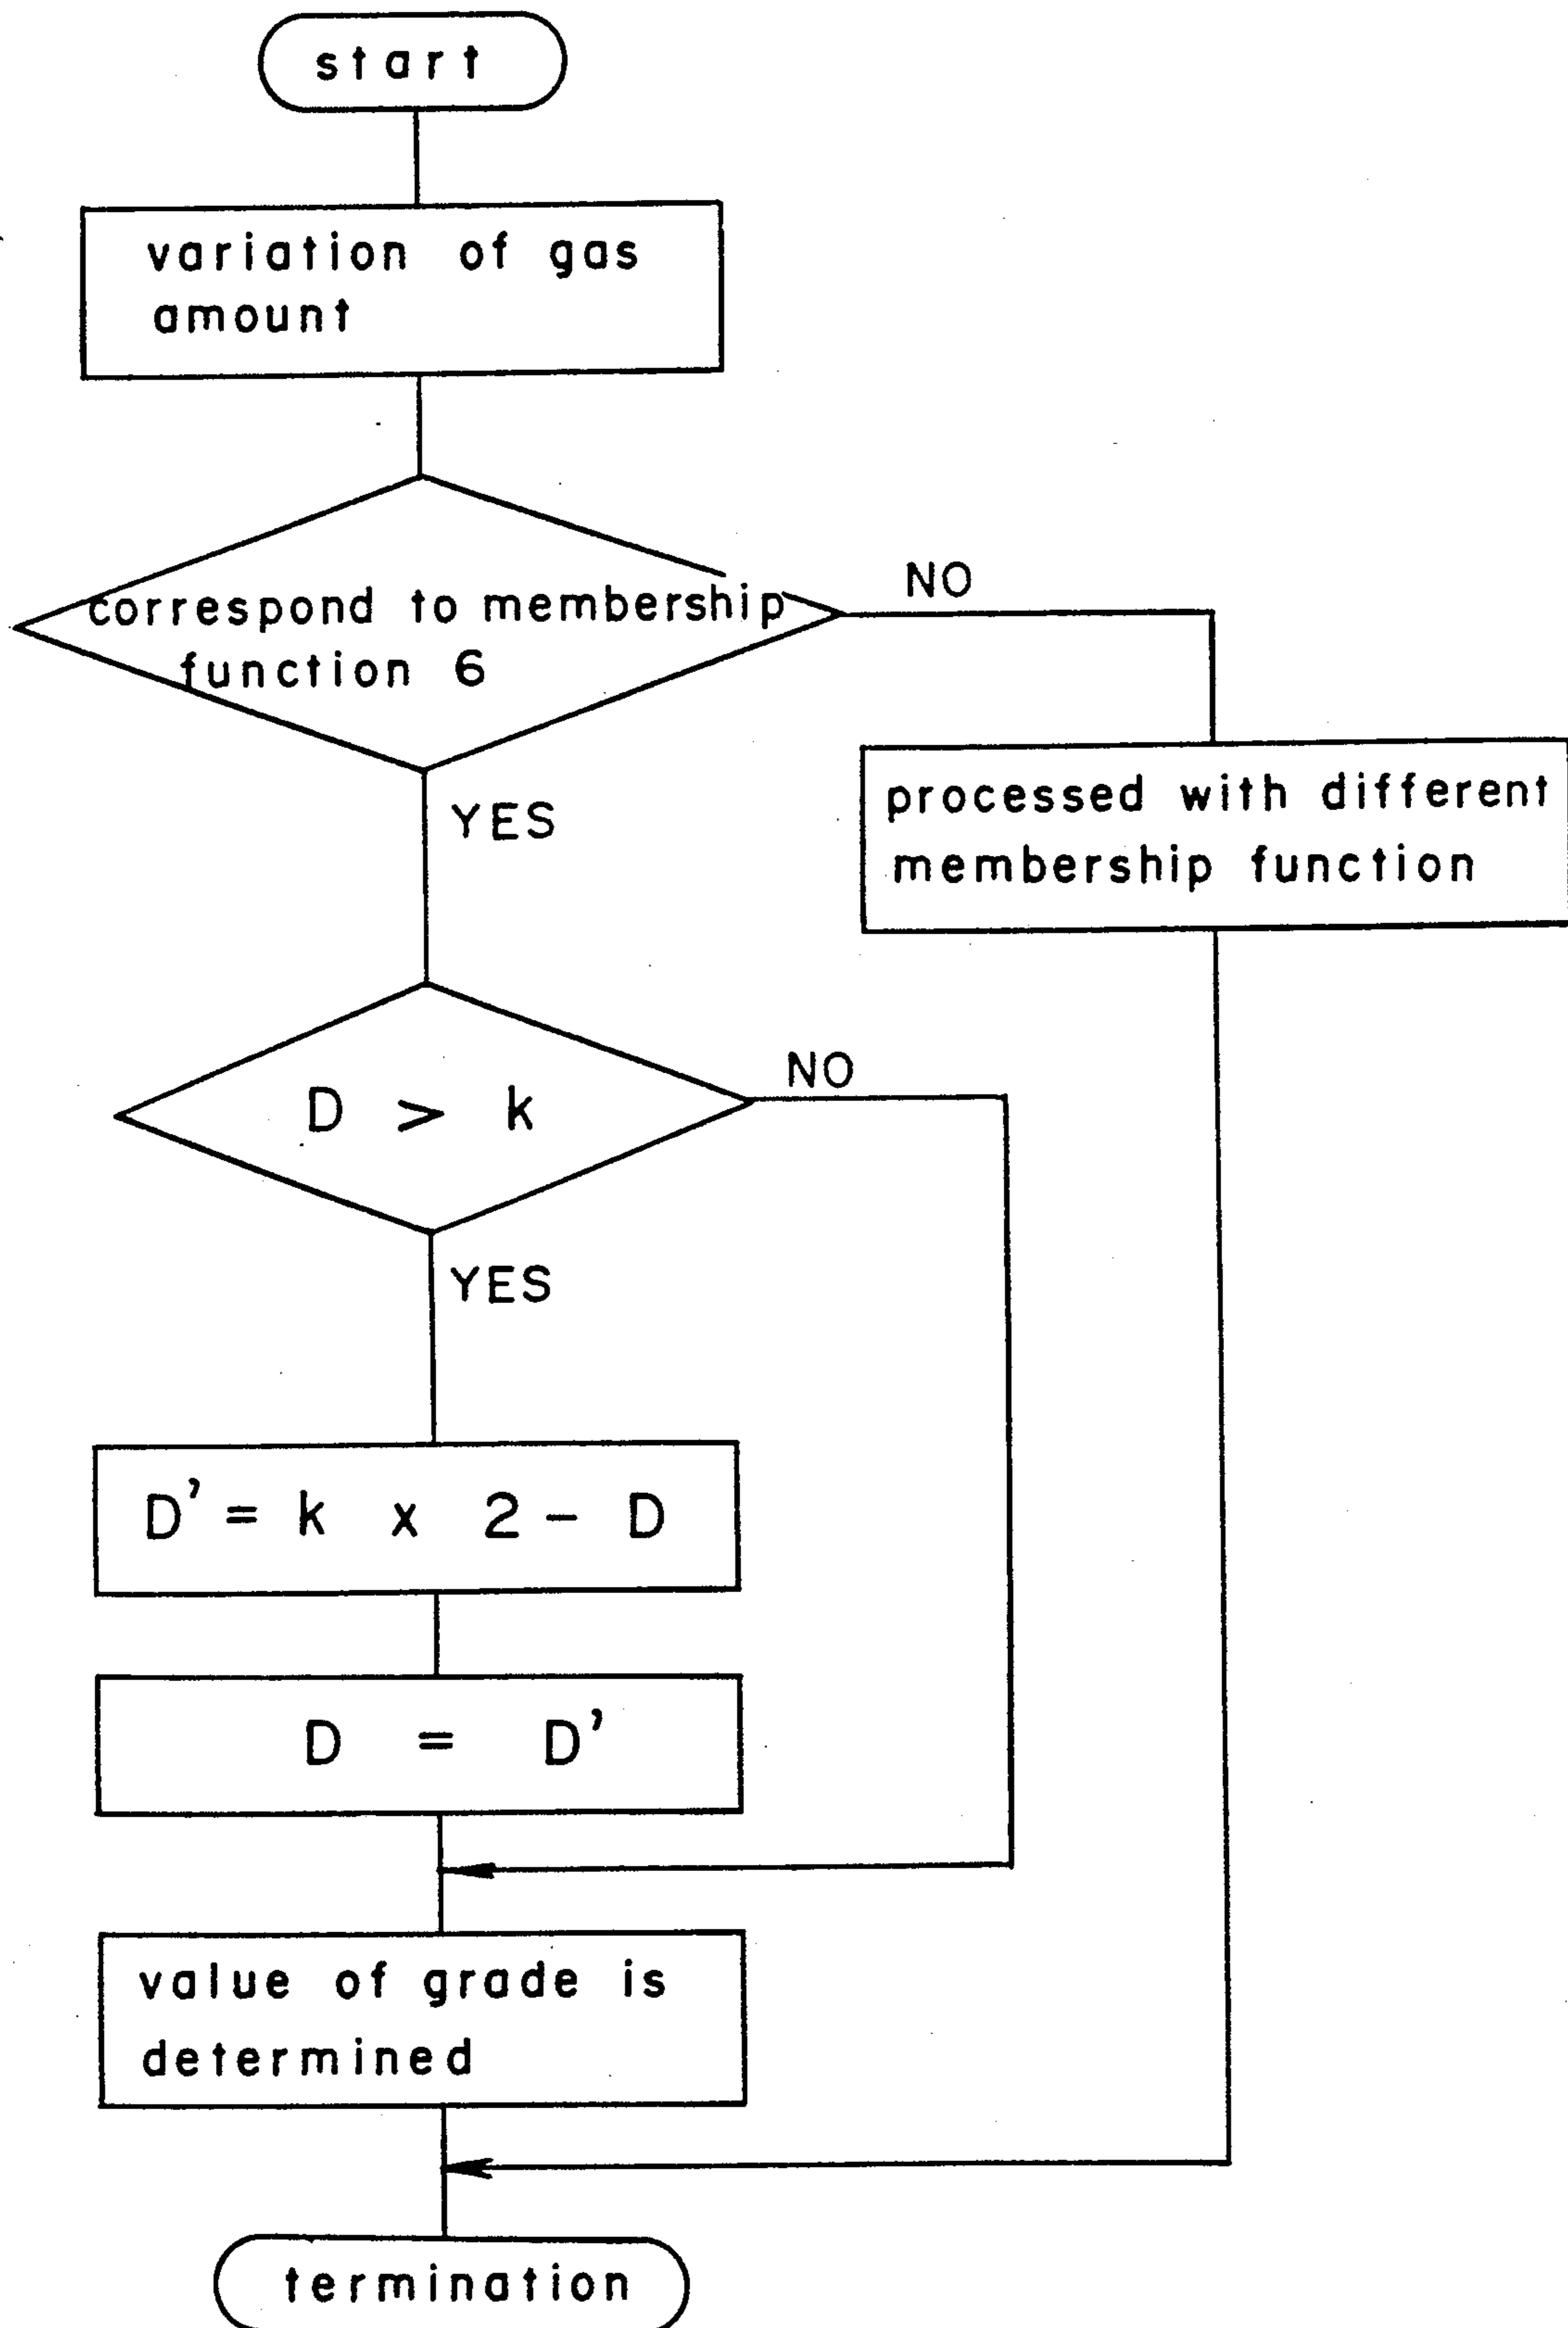 start
variation of gas
amount
correspond to membership
function 6
NO
YES
processed with different
membership function
D > k
NO
YES
D' = k x 2 - D
D = D'
value of grade is
determined
termination